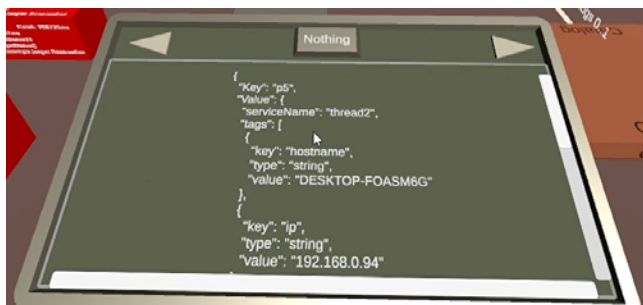 Nothing
{
"Key": "p5",
"Value": {
"serviceName": "thread2",
"tags": [
{
"key": "hostname",
"type": "string",
"value": "DESKTOP-FOASM6G"
},
{
"key": "ip",
"type": "string",
"value": "192.168.0.94"